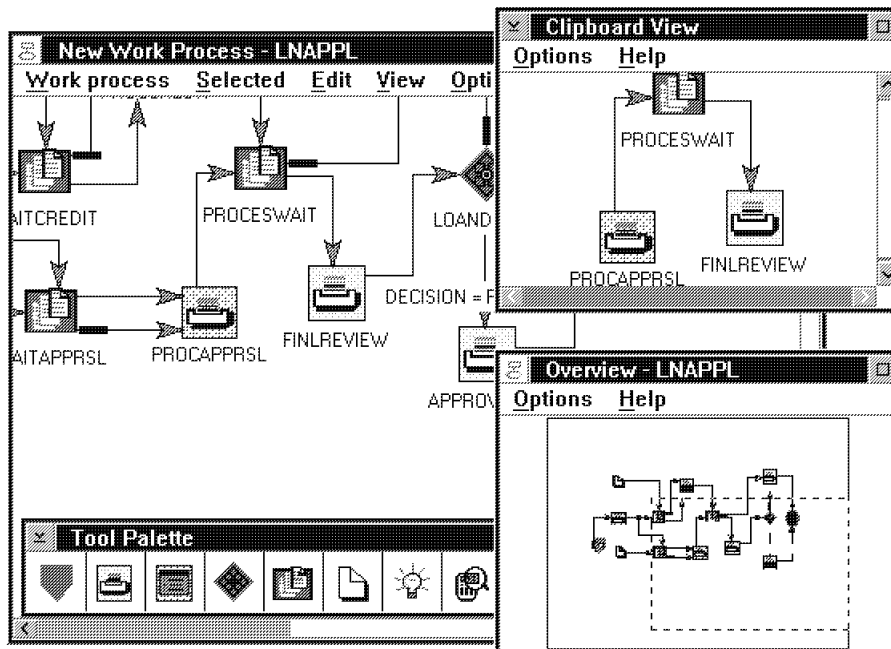 New Work Process - LNAPPL
Work process Selected Edit View Opti
AITCREDIT
PROCESWAIT
LOAND
AITAPPRSL
PROCAPPRSL
FINLREVIEW
DECISION = F
APPROV
Tool Palette
Clipboard View
Options Help
PROCESWAIT
PROCAPPRSL
FINLREVIEW
Overview - LNAPPL
Options Help